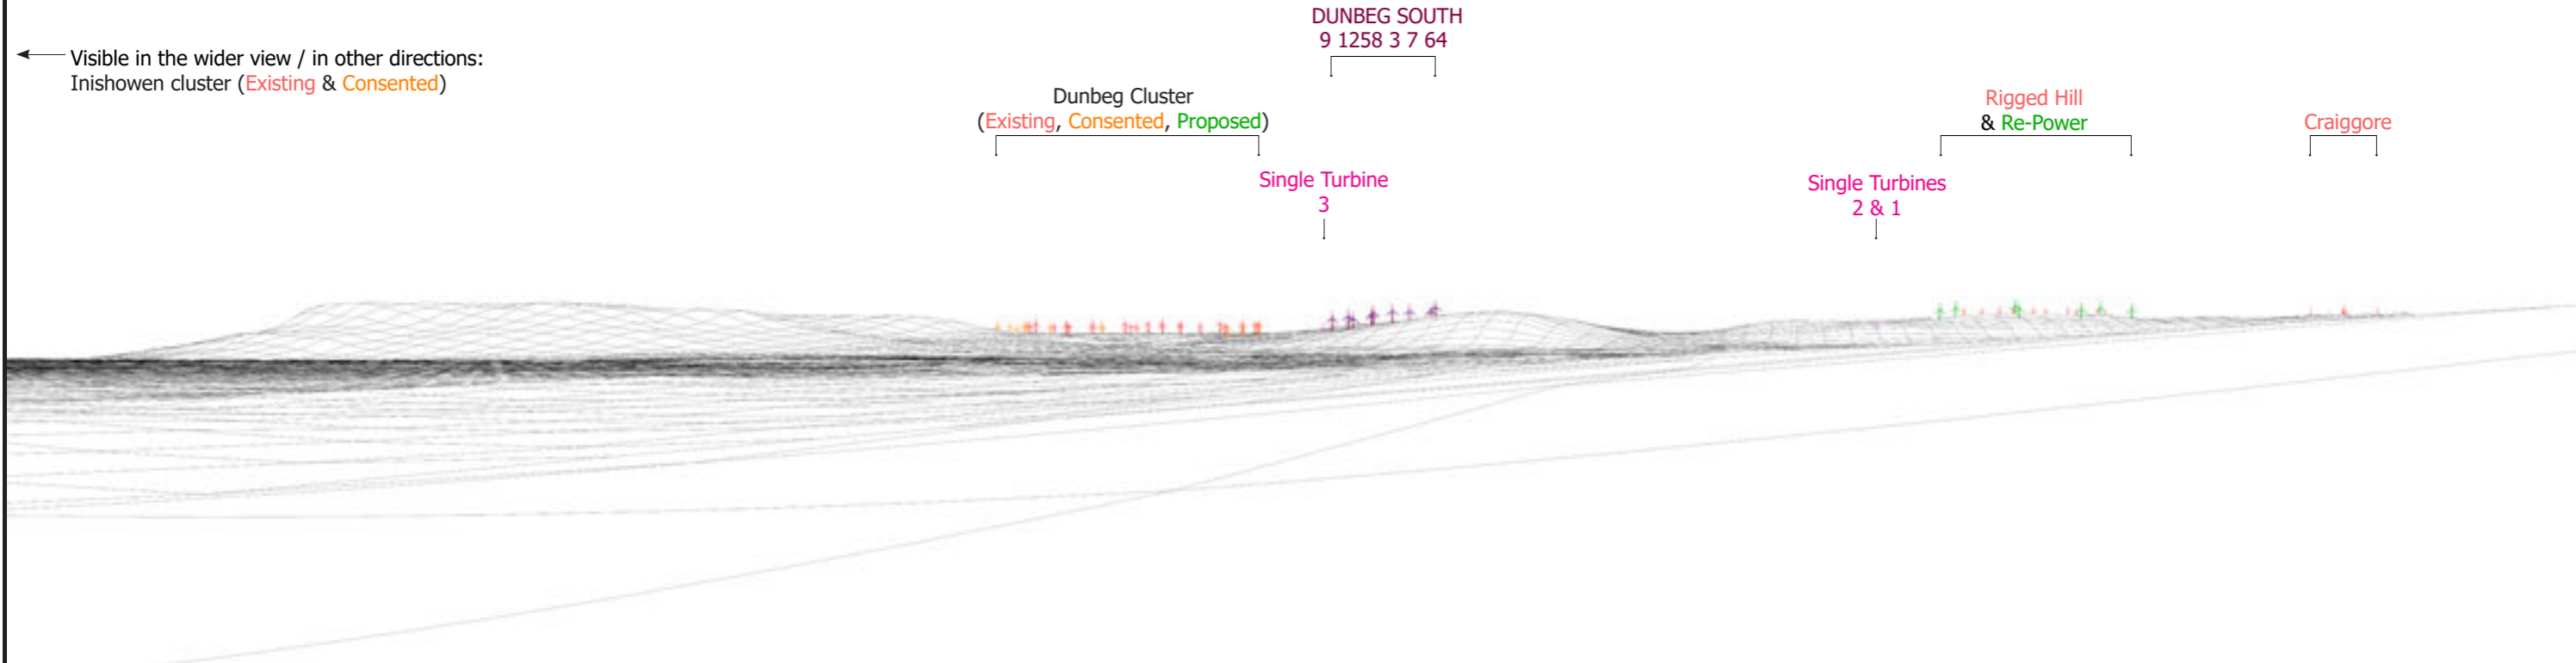 Visible in the wider view / in other directions:
Inishowen cluster (Existing & Consented)
DUNBEG SOUTH
9 1258 3 7 64
Dunbeg Cluster
(Existing, Consented, Proposed)
Single Turbine
3
Single Turbines
2 & 1
Rigged Hill
& Re-Power
Craiggore